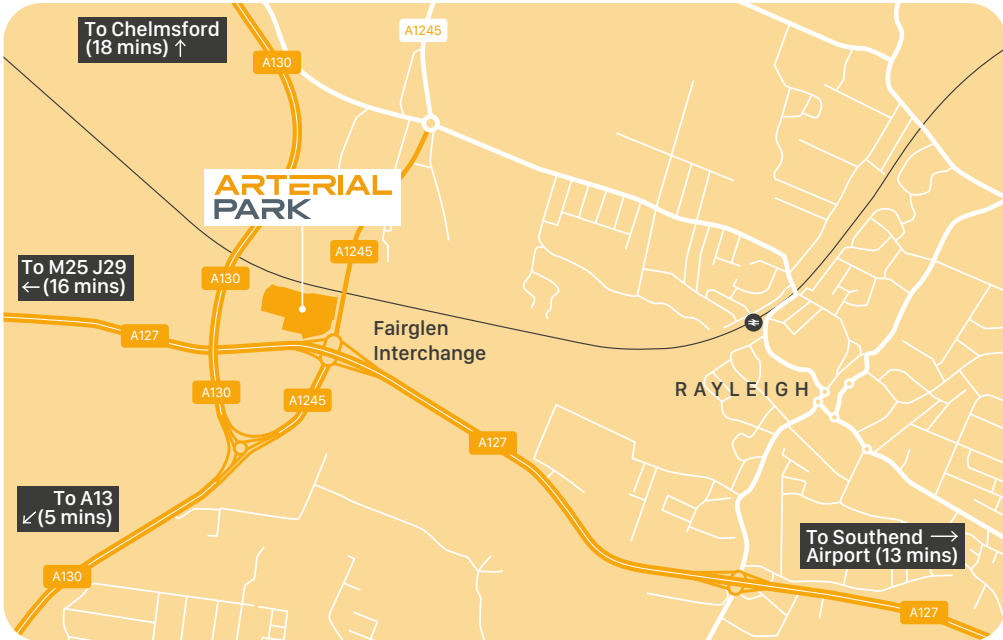 To Chelmsford
(18 mins) ↑
A1245
A130
ARTERIAL
PARK
A1245
To M25 J29
← (16 mins)
A130
A127
Fairglen
Interchange
RAYLEIGH
A130
A1245
A127
To A13
↙ (5 mins)
To Southend →
Airport (13 mins)
A130
A127